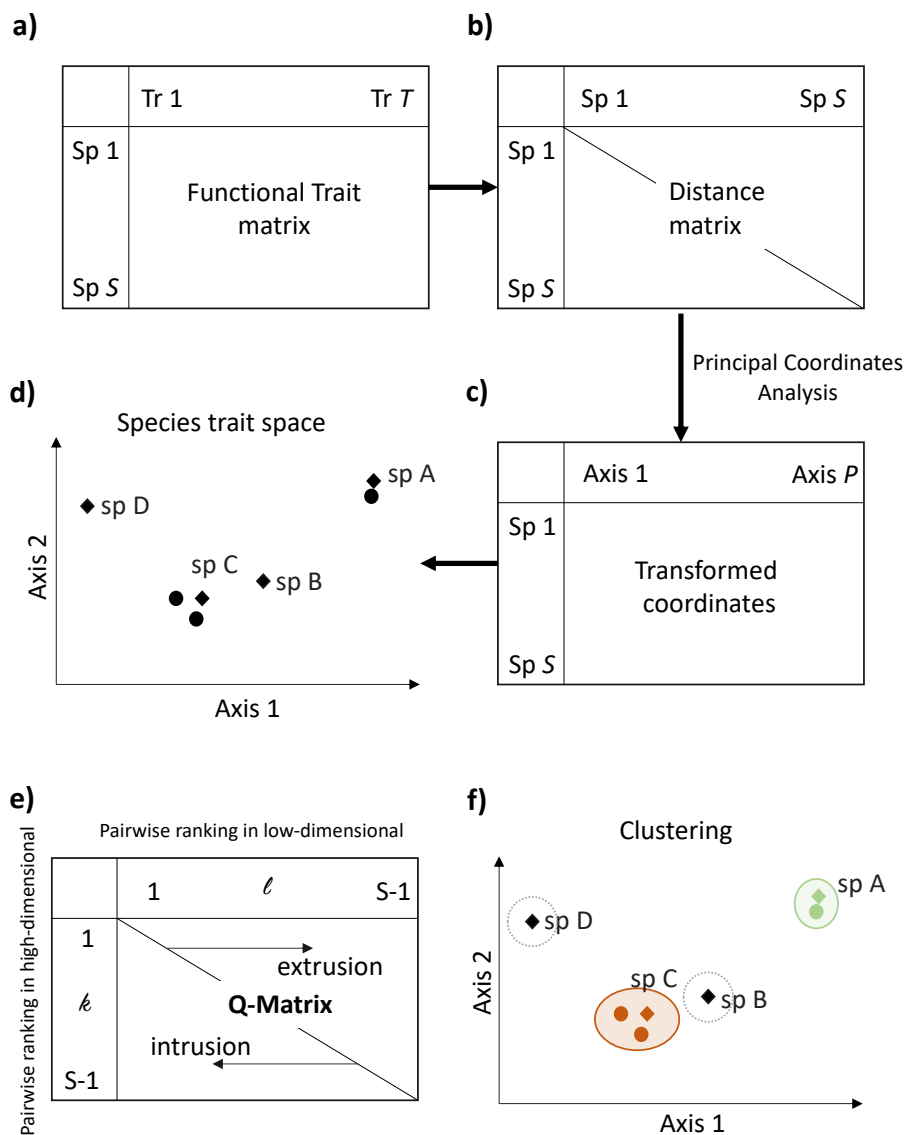 a)
Tr 1 Tr T
Sp 1
Functional Trait
matrix
Sp S
b)
Sp 1 Sp S
Sp 1
Distance
matrix
Sp S
Principal Coordinates
Analysis
c)
Axis 1 Axis P
Sp 1
Transformed
coordinates
Sp S
d)
Species trait space
sp A
sp D
sp C
sp B
Axis 2
Axis 1
e)
Pairwise ranking in low-dimensional
Pairwise ranking in high-dimensional
1 ℓ S-1
1
extrusion
k
Q-Matrix
intrusion
S-1
f)
Clustering
sp A
sp D
sp C
sp B
Axis 2
Axis 1